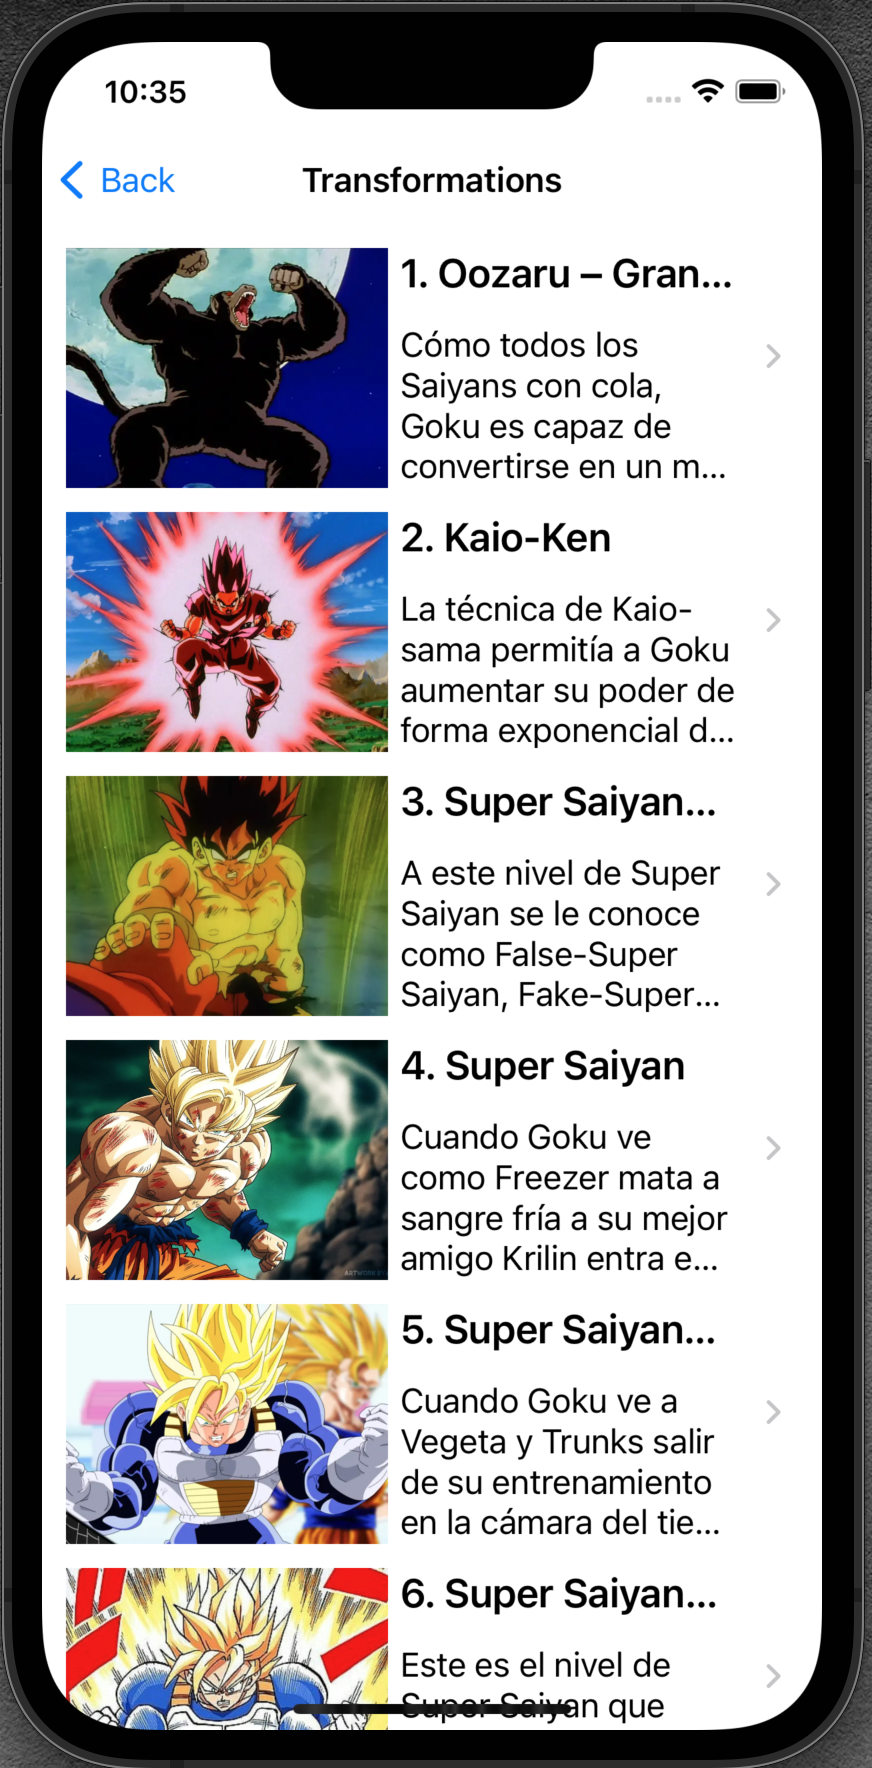 10:35
Back
Transformations
1. Oozaru – Gran...
Cómo todos los
Saiyans con cola,
Goku es capaz de
convertirse en un m...
2. Kaio-Ken
La técnica de Kaio-
sama permitía a Goku
aumentar su poder de
forma exponencial d...
3. Super Saiyan...
A este nivel de Super
Saiyan se le conoce
como False-Super
Saiyan, Fake-Super...
4. Super Saiyan
Cuando Goku ve
como Freezer mata a
sangre fría a su mejor
amigo Krilin entra e...
5. Super Saiyan...
Cuando Goku ve a
Vegeta y Trunks salir
de su entrenamiento
en la cámara del tie...
6. Super Saiyan...
Este es el nivel de
Super Saiyan que